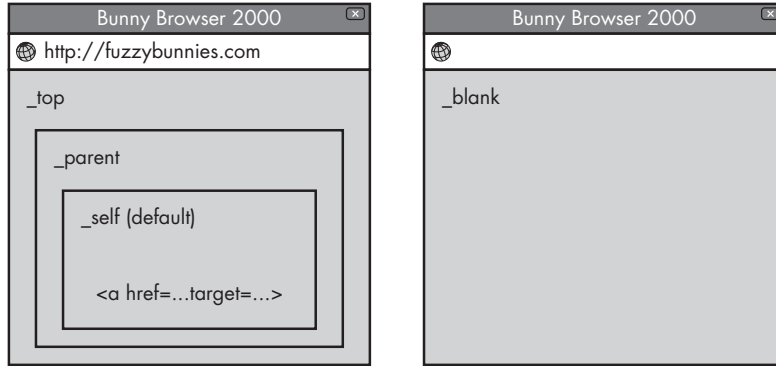 Bunny Browser 2000
http://fuzzybunnies.com
_top
_parent
_self (default)
<a href=...target=...>
Bunny Browser 2000
_blank